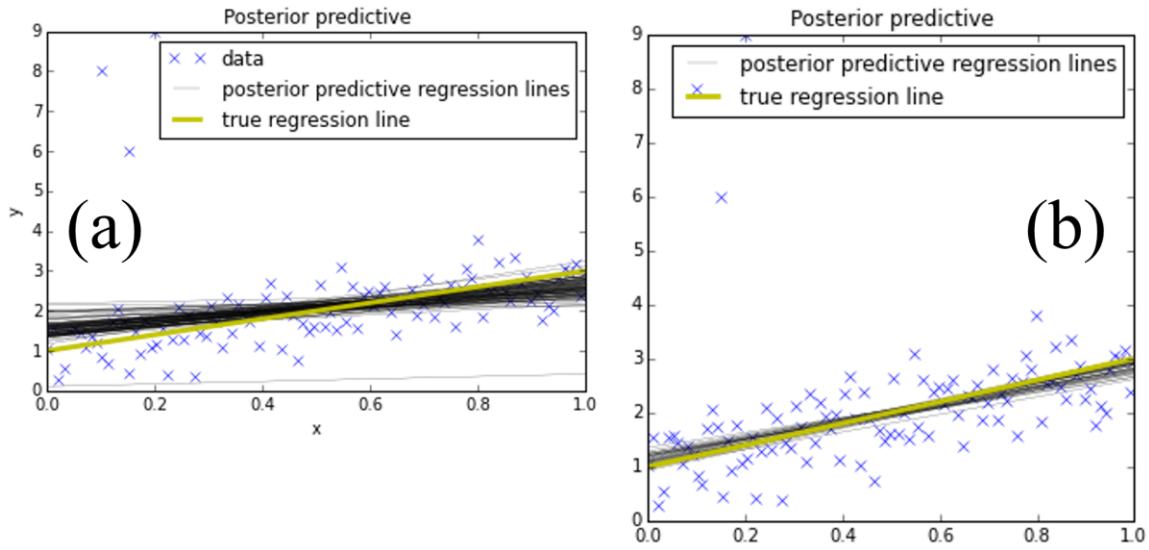 Posterior predictive
9
8
7
6
5
4
3
2
1
0
y
data
posterior predictive regression lines
true regression line
(a)
0.0 0.2 0.4 0.6 0.8 1.0
x
Posterior predictive
9
8
7
6
5
4
3
2
1
0
posterior predictive regression lines
true regression line
(b)
0.0 0.2 0.4 0.6 0.8 1.0